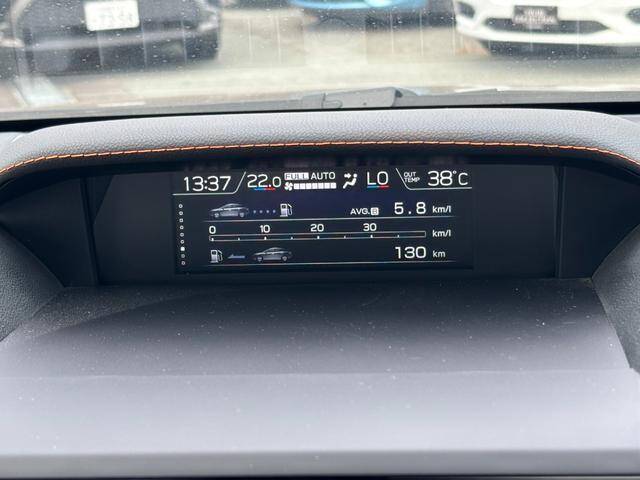 13:37 22.0 FULL AUTO LO OUT TEMP 38°C
AVG. B 5.8 km/l
0 10 20 30 km/l
130 km